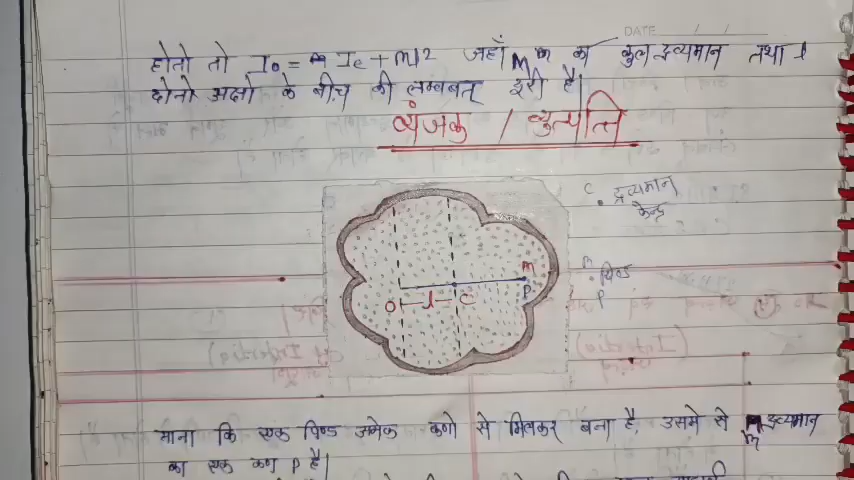 DATE / /
होतो तो I₀ = Ic + Ml² जहाँ M का कुल द्रव्यमान तथा l
दोनो अक्षो के बीच की लम्बवत् दूरी है।
व्यंजक / व्युत्पत्ति
C द्रव्यमान
केन्द्र
m
पिण्ड
P
M
P
O l C
माना कि एक पिण्ड अनेक कणो से मिलकर बना है, उसमे से m द्रव्यमान
का एक कण P है।